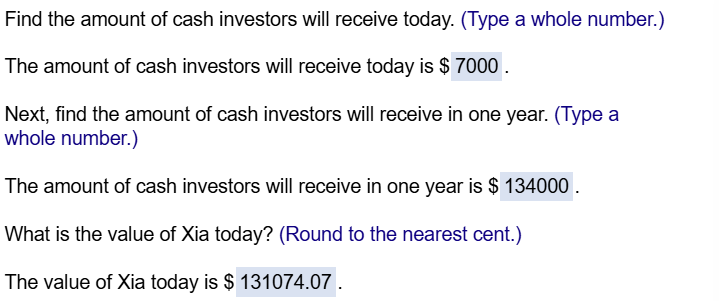 Find the amount of cash investors will receive today. (Type a whole number.)
The amount of cash investors will receive today is $ 7000 .
Next, find the amount of cash investors will receive in one year. (Type a
whole number.)
The amount of cash investors will receive in one year is $ 134000 .
What is the value of Xia today? (Round to the nearest cent.)
The value of Xia today is $ 131074.07 .